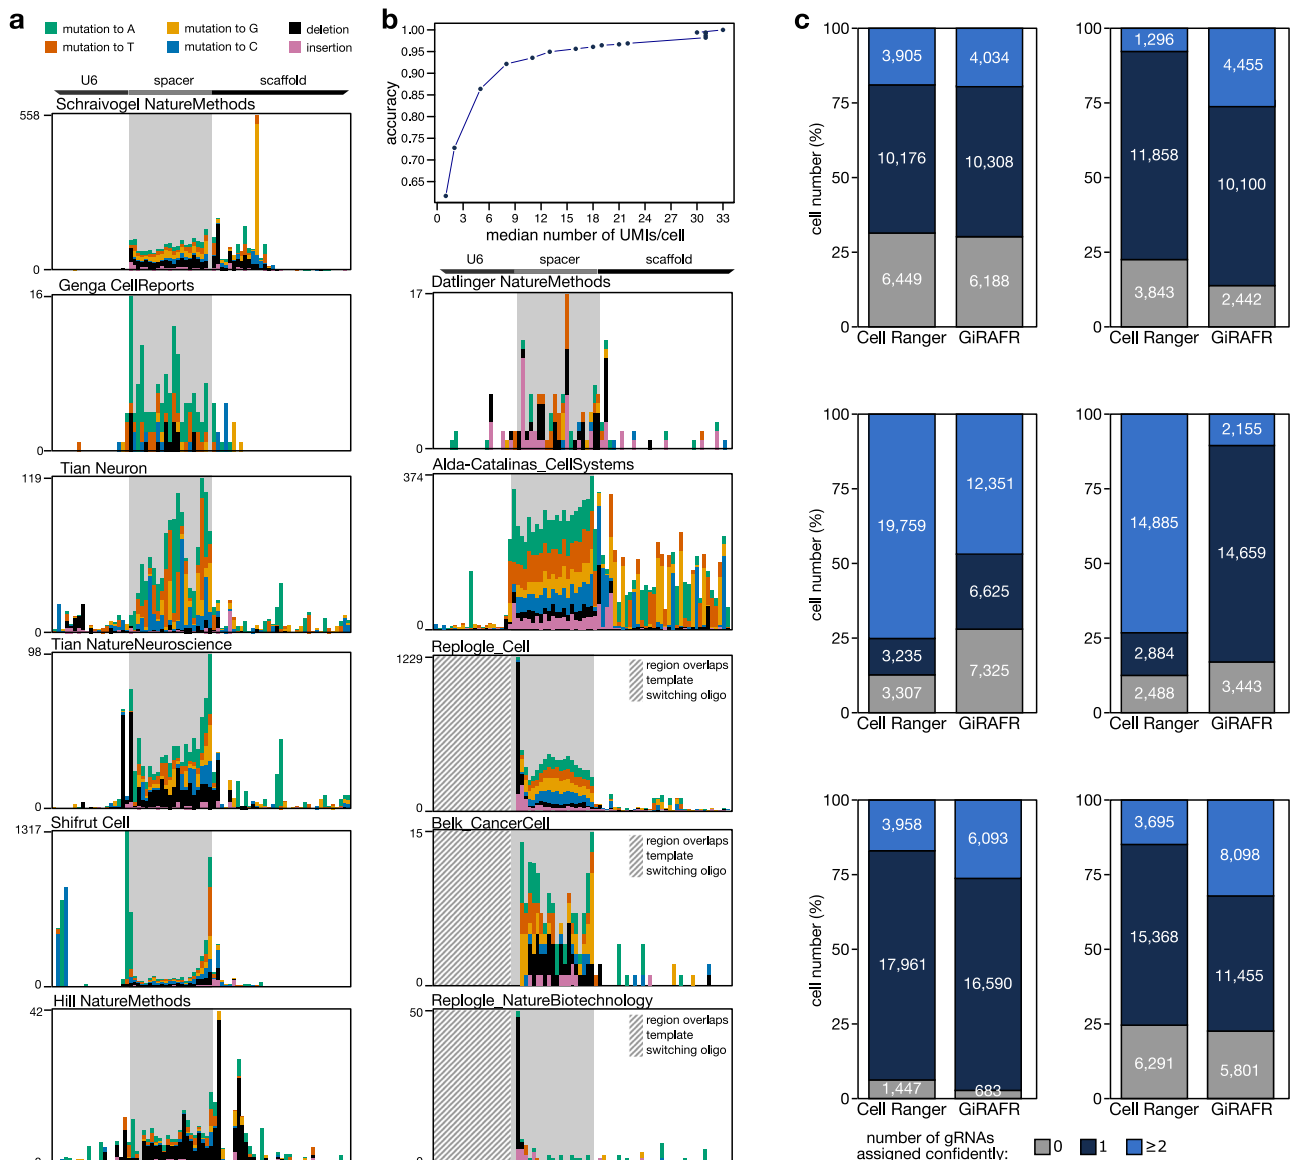 a
mutation to A
mutation to G
deletion
mutation to T
mutation to C
insertion
U6
spacer
scaffold
Schraivogel NatureMethods
558
0
Genga CellReports
16
0
Tian Neuron
119
0
Tian NatureNeuroscience
98
0
Shifrut Cell
1317
0
Hill NatureMethods
42
0
b
accuracy
1.00
0.95
0.90
0.85
0.80
0.75
0.70
0.65
0 3 6 9 12 15 18 21 24 27 30 33
median number of UMIs/cell
U6
spacer
scaffold
Datlinger NatureMethods
17
0
Alda-Catalinas_CellSystems
374
0
Replogle_Cell
1229
region overlaps
template
switching oligo
0
Belk_CancerCell
15
region overlaps
template
switching oligo
0
Replogle_NatureBiotechnology
50
region overlaps
template
switching oligo
0
c
cell number (%)
100
75
50
25
0
3,905
10,176
6,449
4,034
10,308
6,188
Cell Ranger
GiRAFR
100
75
50
25
0
1,296
11,858
3,843
4,455
10,100
2,442
Cell Ranger
GiRAFR
cell number (%)
100
75
50
25
0
19,759
3,235
3,307
12,351
6,625
7,325
Cell Ranger
GiRAFR
100
75
50
25
0
14,885
2,884
2,488
2,155
14,659
3,443
Cell Ranger
GiRAFR
cell number (%)
100
75
50
25
0
3,958
17,961
1,447
6,093
16,590
683
Cell Ranger
GiRAFR
100
75
50
25
0
3,695
15,368
6,291
8,098
11,455
5,801
Cell Ranger
GiRAFR
number of gRNAs
assigned confidently:
0
1
≥2